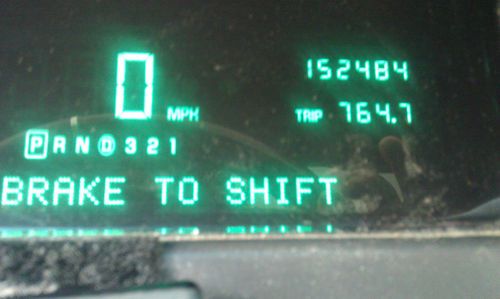 0 MPH
152484
TRIP 764.7
P R N D 3 2 1
BRAKE TO SHIFT